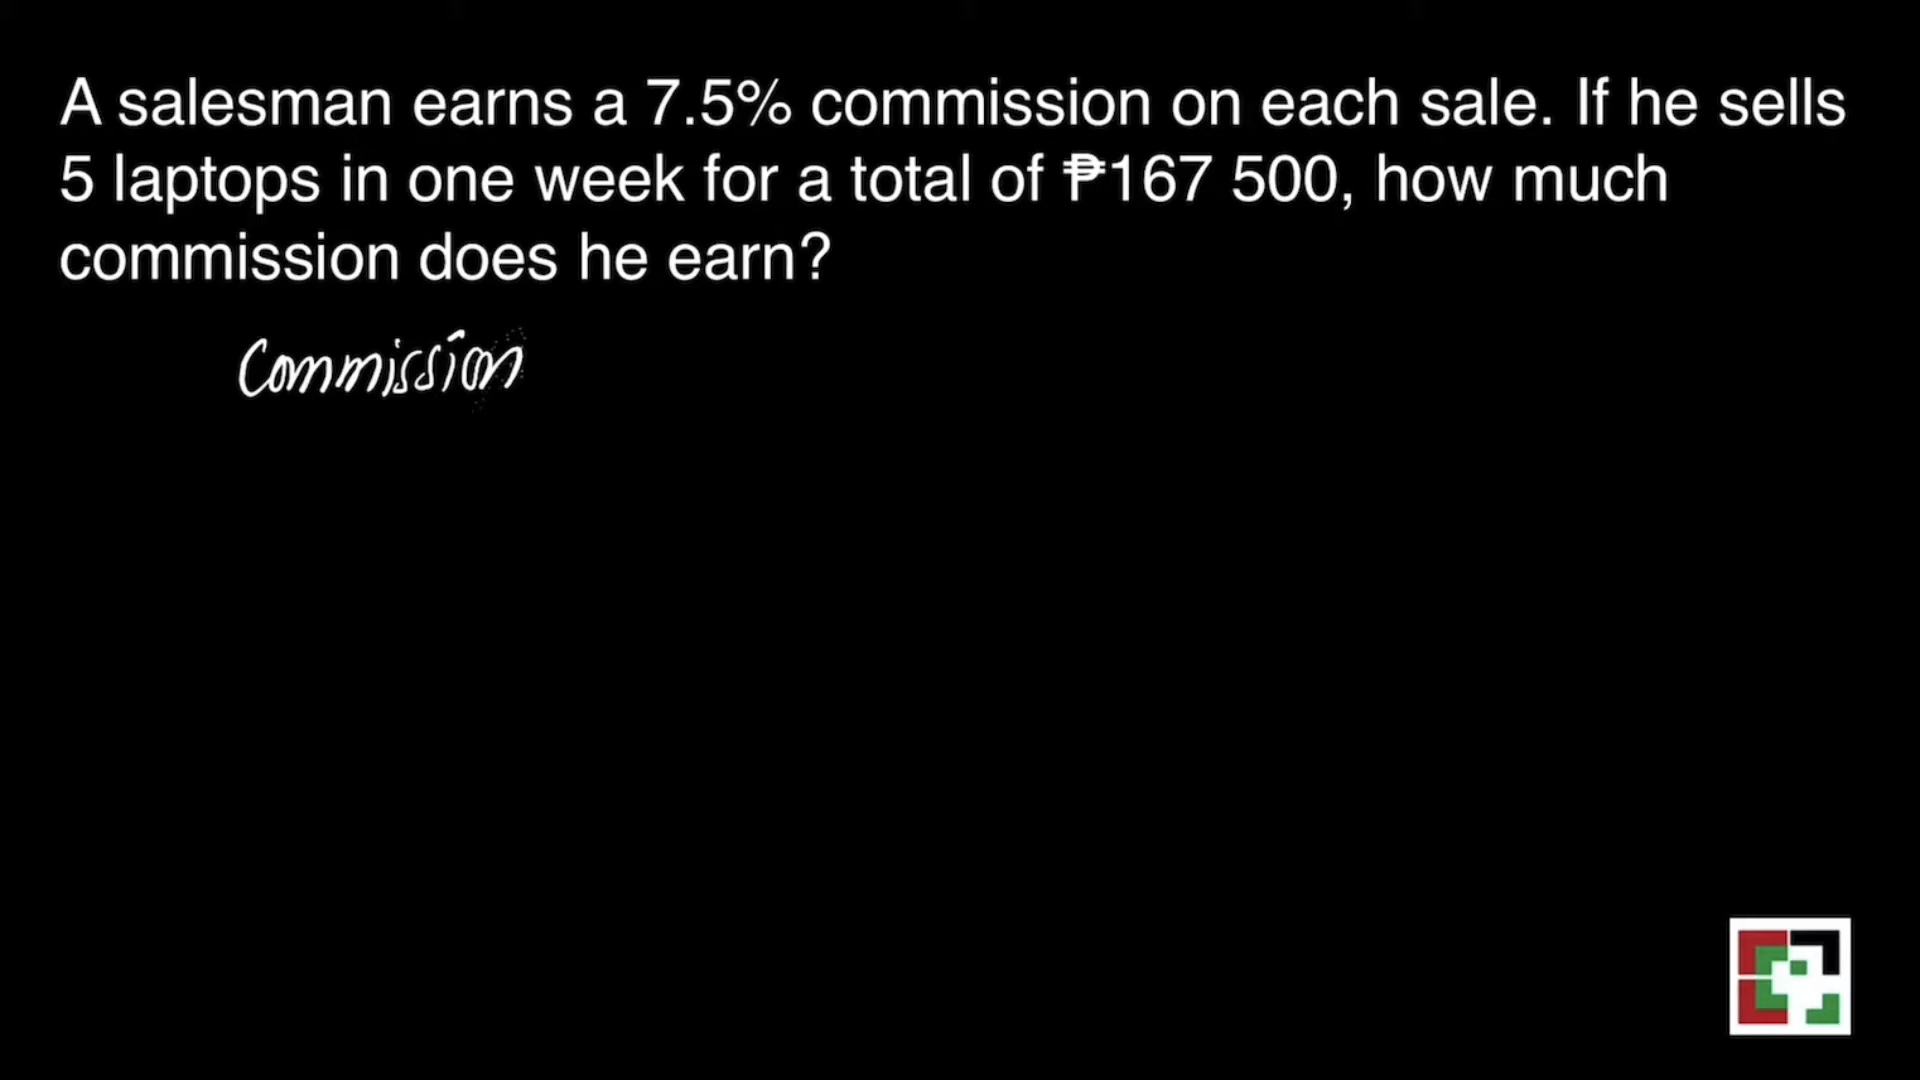 A salesman earns a 7.5% commission on each sale. If he sells
5 laptops in one week for a total of ₱167 500, how much
commission does he earn?
Commission